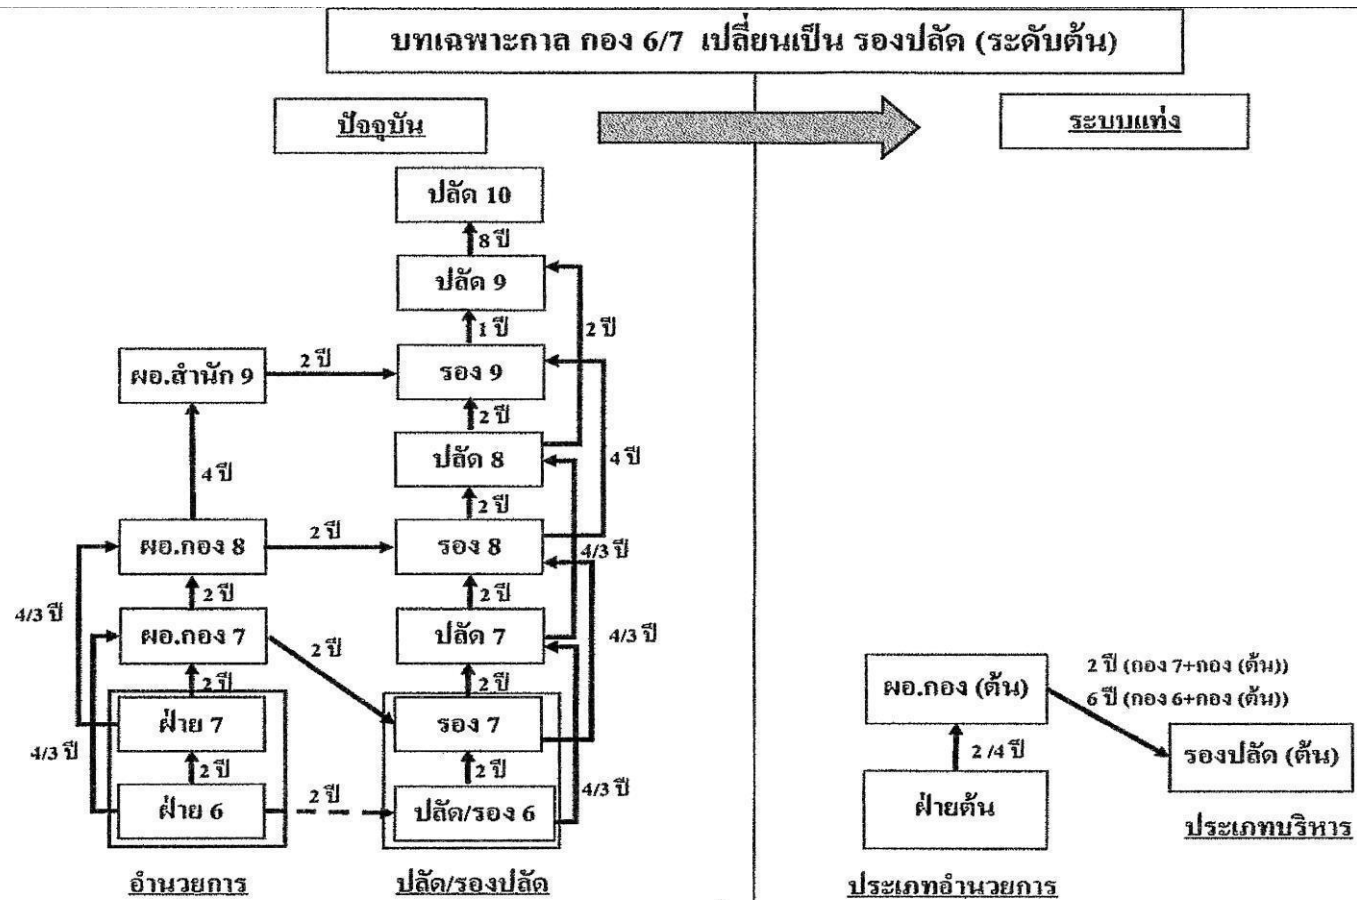 บทเฉพาะกาล กอง 6/7 เปลี่ยนเป็น รองปลัด (ระดับต้น)
ปัจจุบัน
ระบบแท่ง
ปลัด 10
8 ปี
ปลัด 9
1 ปี
2 ปี
ผอ.สำนัก 9
2 ปี
รอง 9
2 ปี
ปลัด 8
4 ปี
4 ปี
2 ปี
ผอ.กอง 8
2 ปี
รอง 8
4/3 ปี
2 ปี
2 ปี
4/3 ปี
ผอ.กอง 7
2 ปี
ปลัด 7
4/3 ปี
2 ปี
2 ปี
ฝ่าย 7
รอง 7
4/3 ปี
2 ปี
2 ปี
4/3 ปี
ฝ่าย 6
2 ปี
ปลัด/รอง 6
อำนวยการ
ปลัด/รองปลัด
ผอ.กอง (ต้น)
2 ปี (กอง 7+กอง (ต้น))
6 ปี (กอง 6+กอง (ต้น))
2 /4 ปี
รองปลัด (ต้น)
ฝ่ายต้น
ประเภทบริหาร
ประเภทอำนวยการ